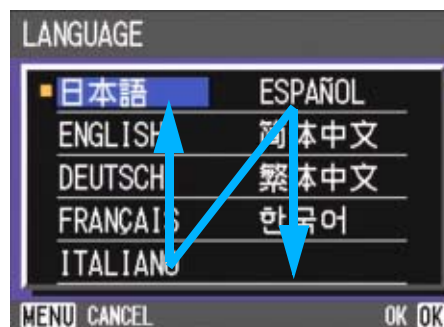 LANGUAGE
日本語
ENGLISH
DEUTSCH
FRANÇAIS
ITALIANO
ESPAÑOL
简体中文
繁体中文
한국어
MENU CANCEL
OK OK